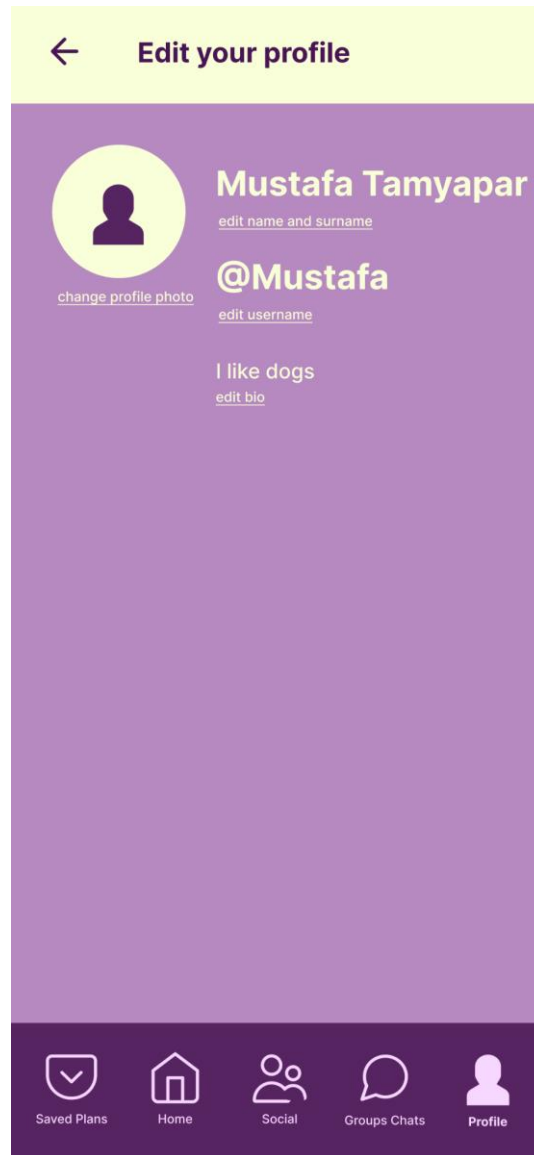 Edit your profile
Mustafa Tamyapar
edit name and surname
change profile photo
@Mustafa
edit username
I like dogs
edit bio
Saved Plans
Home
Social
Groups Chats
Profile